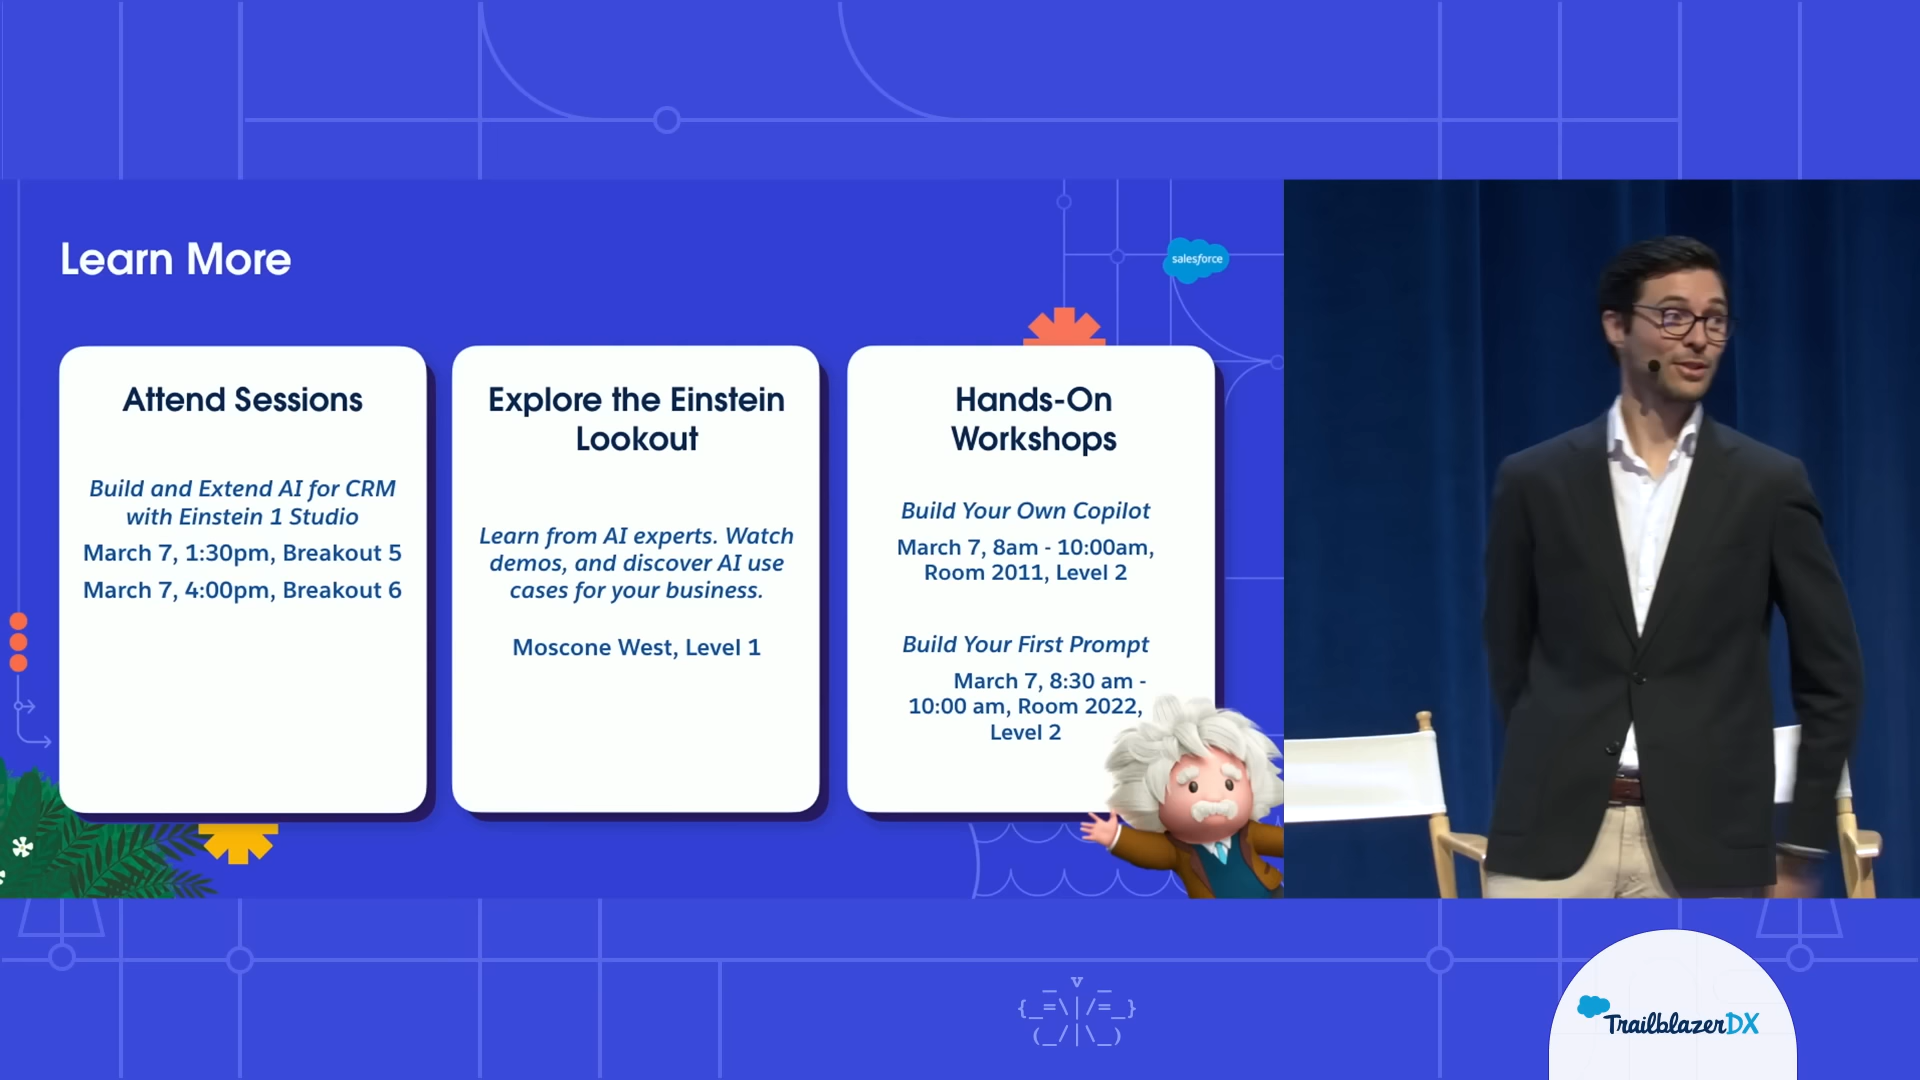 Learn More
salesforce
Attend Sessions
Build and Extend AI for CRM
with Einstein 1 Studio
March 7, 1:30pm, Breakout 5
March 7, 4:00pm, Breakout 6
Explore the Einstein
Lookout
Learn from AI experts. Watch
demos, and discover AI use
cases for your business.
Moscone West, Level 1
Hands-On
Workshops
Build Your Own Copilot
March 7, 8am - 10:00am,
Room 2011, Level 2
Build Your First Prompt
March 7, 8:30 am -
10:00 am, Room 2022,
Level 2
TrailblazerDX